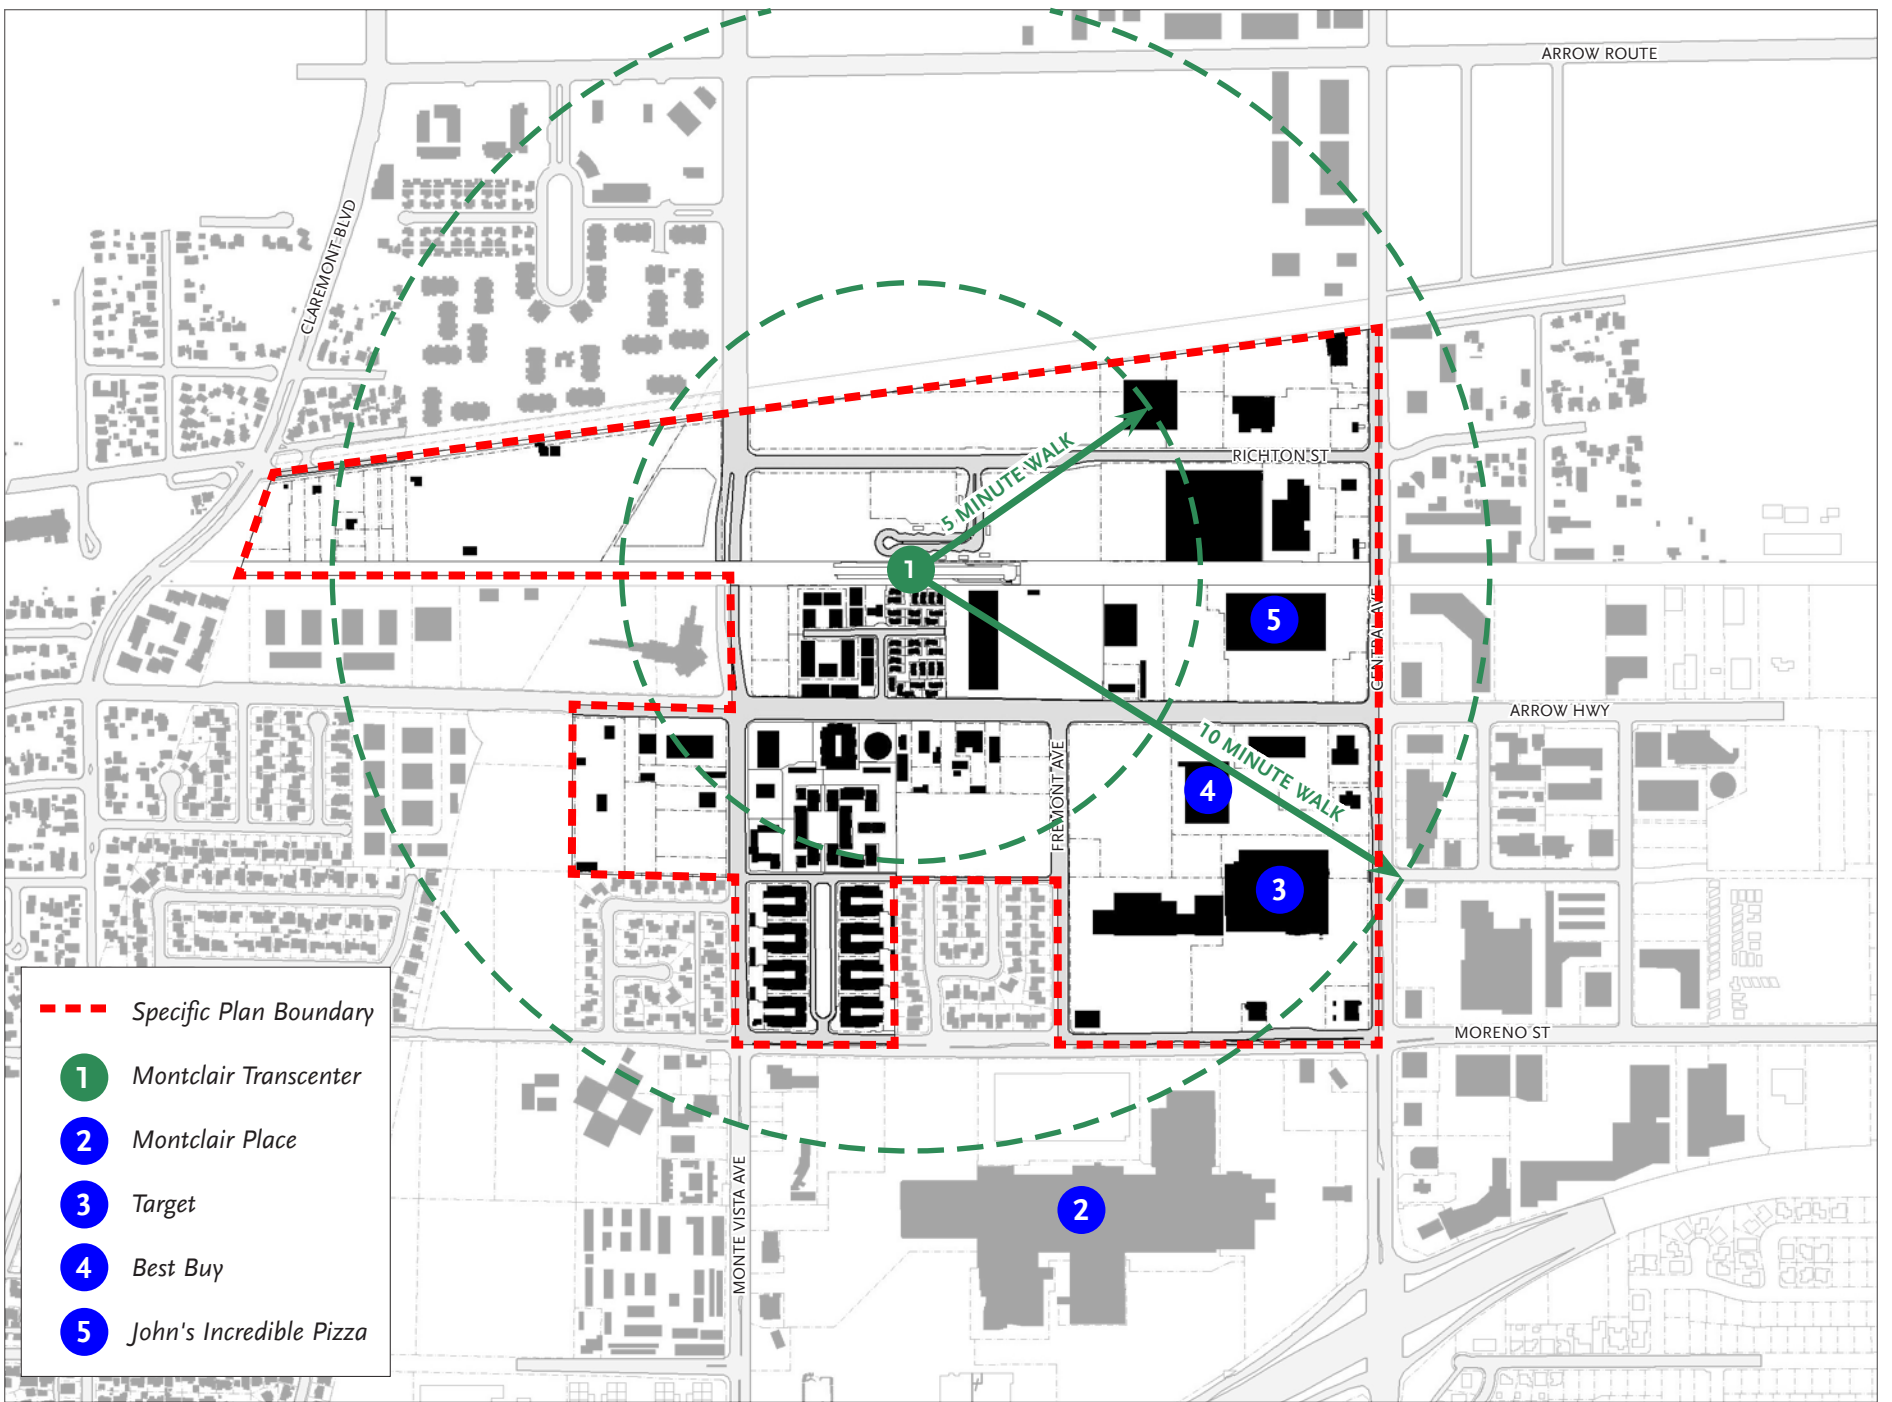 ARROW ROUTE
CLAREMONT BLVD
RICHTON ST
5 MINUTE WALK
1
5
CENTRAL AVE
ARROW HWY
10 MINUTE WALK
FREMONT AVE
4
3
MORENO ST
MONTE VISTA AVE
2
Specific Plan Boundary
1 Montclair Transcenter
2 Montclair Place
3 Target
4 Best Buy
5 John's Incredible Pizza